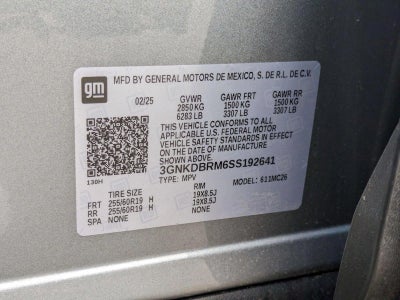 gm
MFD BY GENERAL MOTORS DE MEXICO, S. DE R.L. DE C.V.
02/25 GVWR GAWR FRT GAWR RR
2850 KG 1500 KG 1500 KG
6283 LB 3307 LB 3307 LB
THIS VEHICLE CONFORMS TO ALL
APPLICABLE U.S. FEDERAL MOTOR
VEHICLE SAFETY STANDARDS IN EFFECT
ON THE DATE OF MANUFACTURE SHOWN ABOVE.
3GNKDBRM6SS192641
130H TYPE: MPV MODEL: 611MC26
TIRE SIZE RIM
FRT 255/60R19 H 19X8.5J
RR 255/60R19 H 19X8.5J
SPA NONE NONE